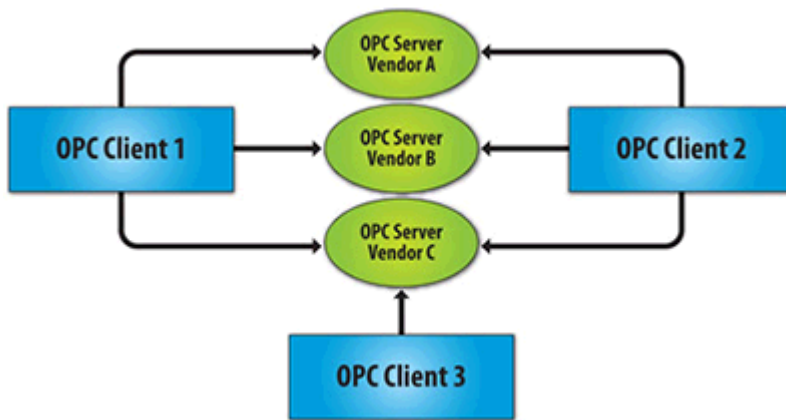 OPC Server
Vendor A
OPC Client 1
OPC Server
Vendor B
OPC Client 2
OPC Server
Vendor C
OPC Client 3